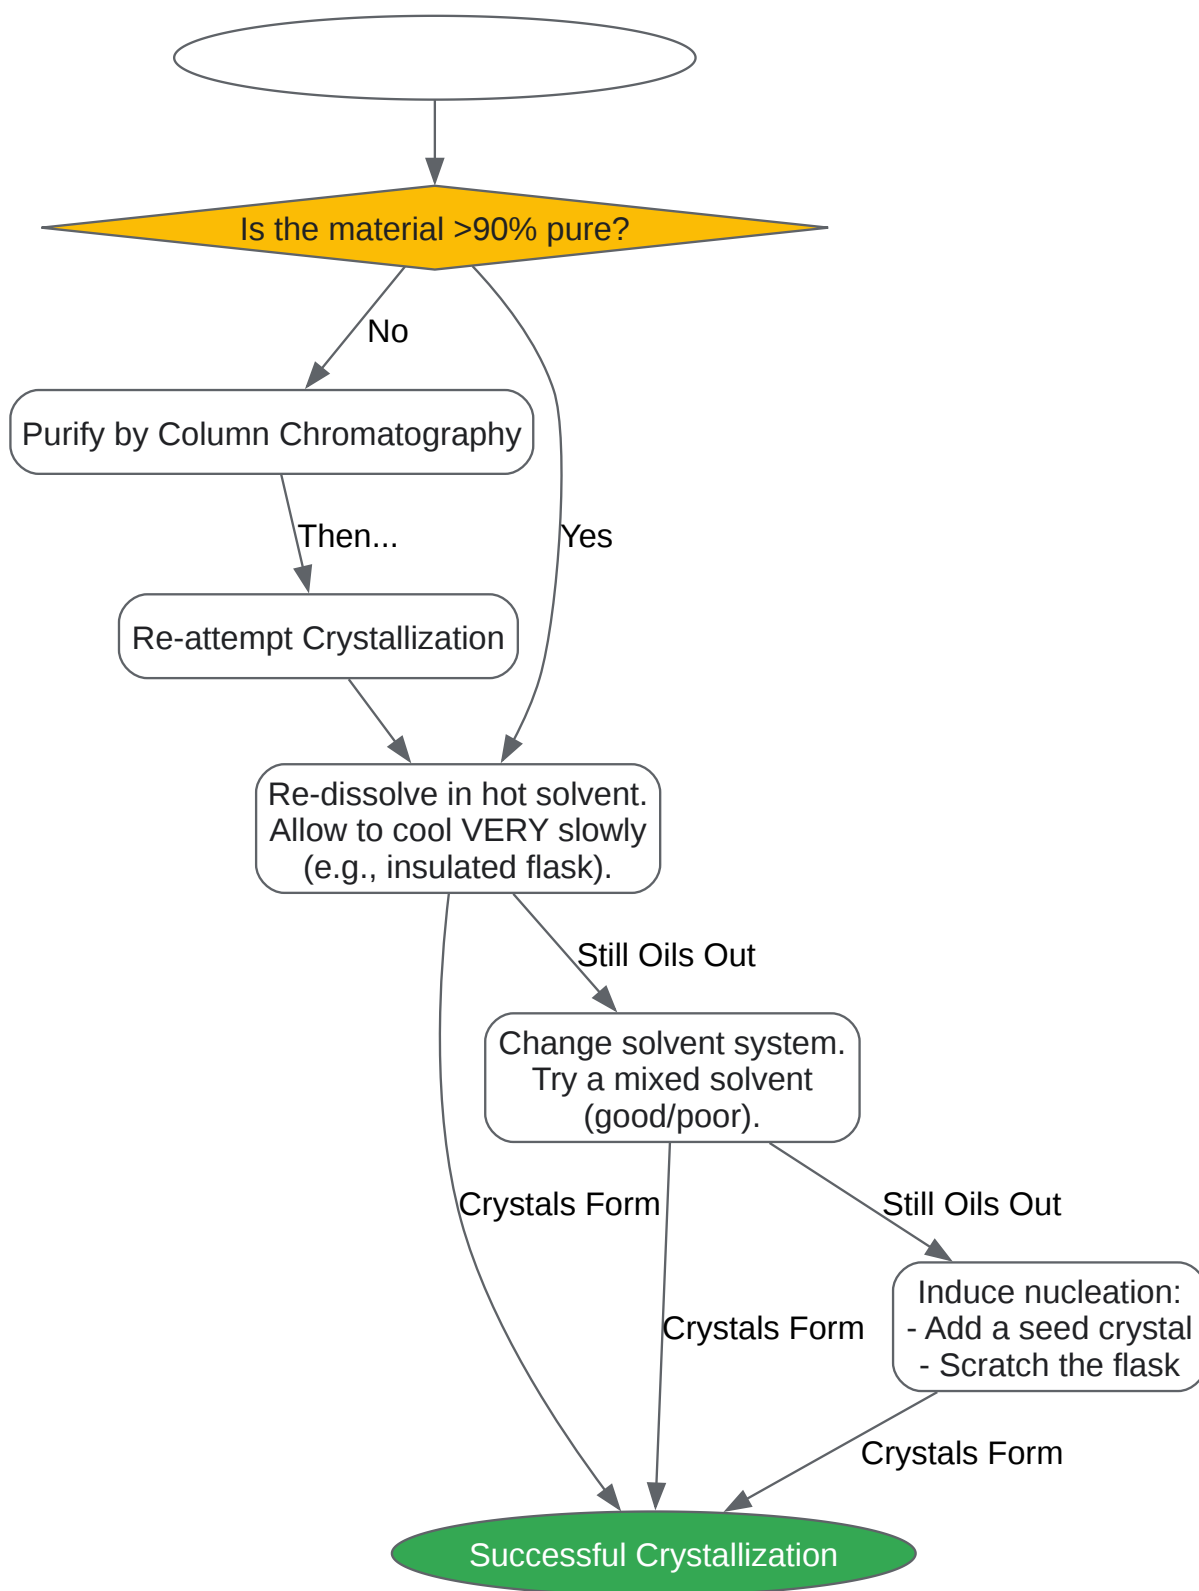 Is the material >90% pure?
No
Purify by Column Chromatography
Then...
Yes
Re-attempt Crystallization
Re-dissolve in hot solvent.
Allow to cool VERY slowly
(e.g., insulated flask).
Still Oils Out
Change solvent system.
Try a mixed solvent
(good/poor).
Crystals Form
Still Oils Out
Induce nucleation:
- Add a seed crystal
- Scratch the flask
Crystals Form
Crystals Form
Successful Crystallization